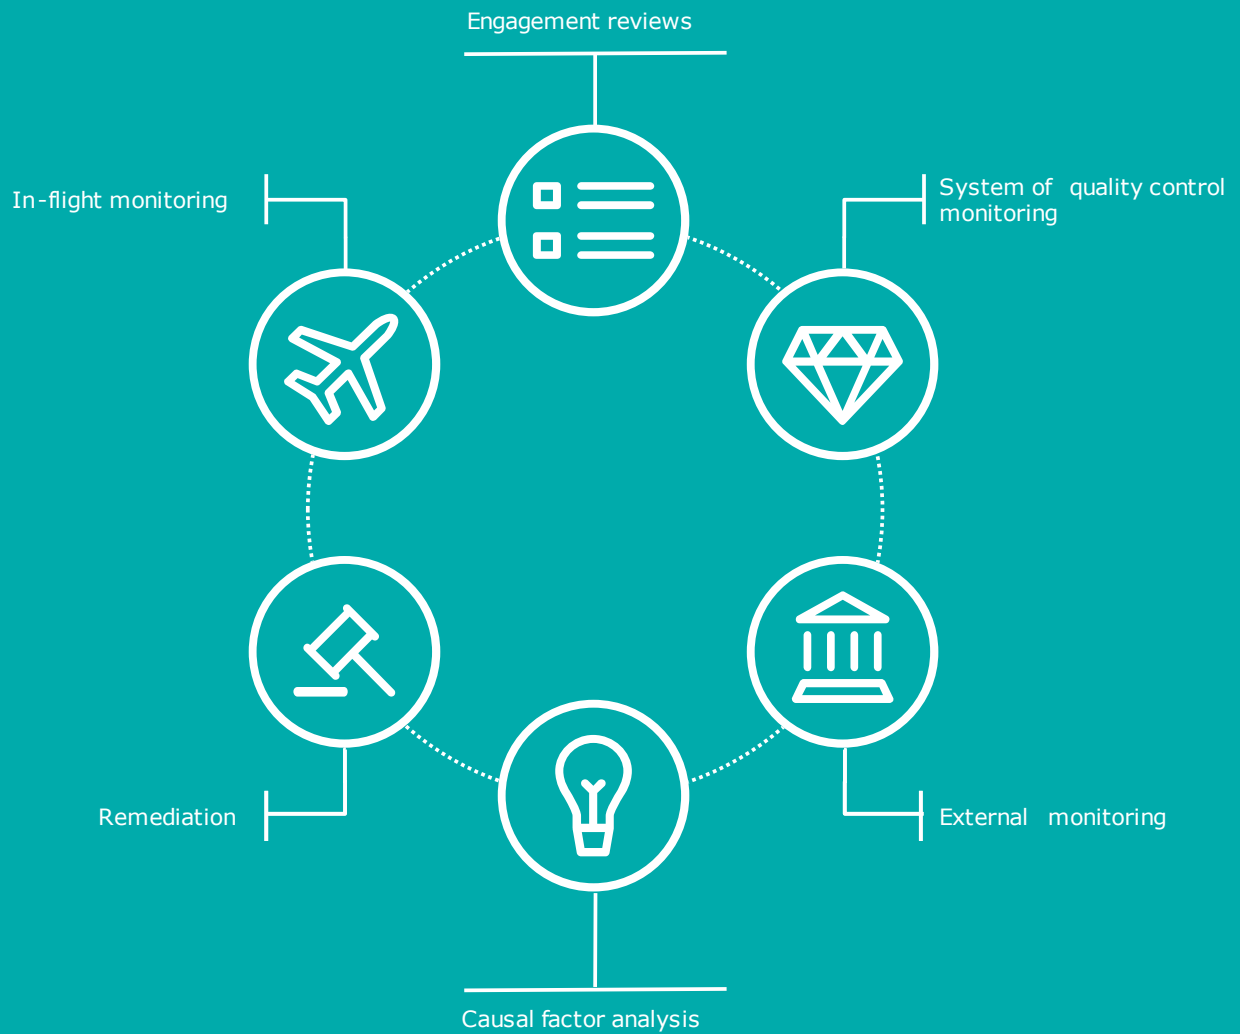 Engagement reviews
In-flight monitoring
System of quality control
monitoring
Remediation
External monitoring
Causal factor analysis